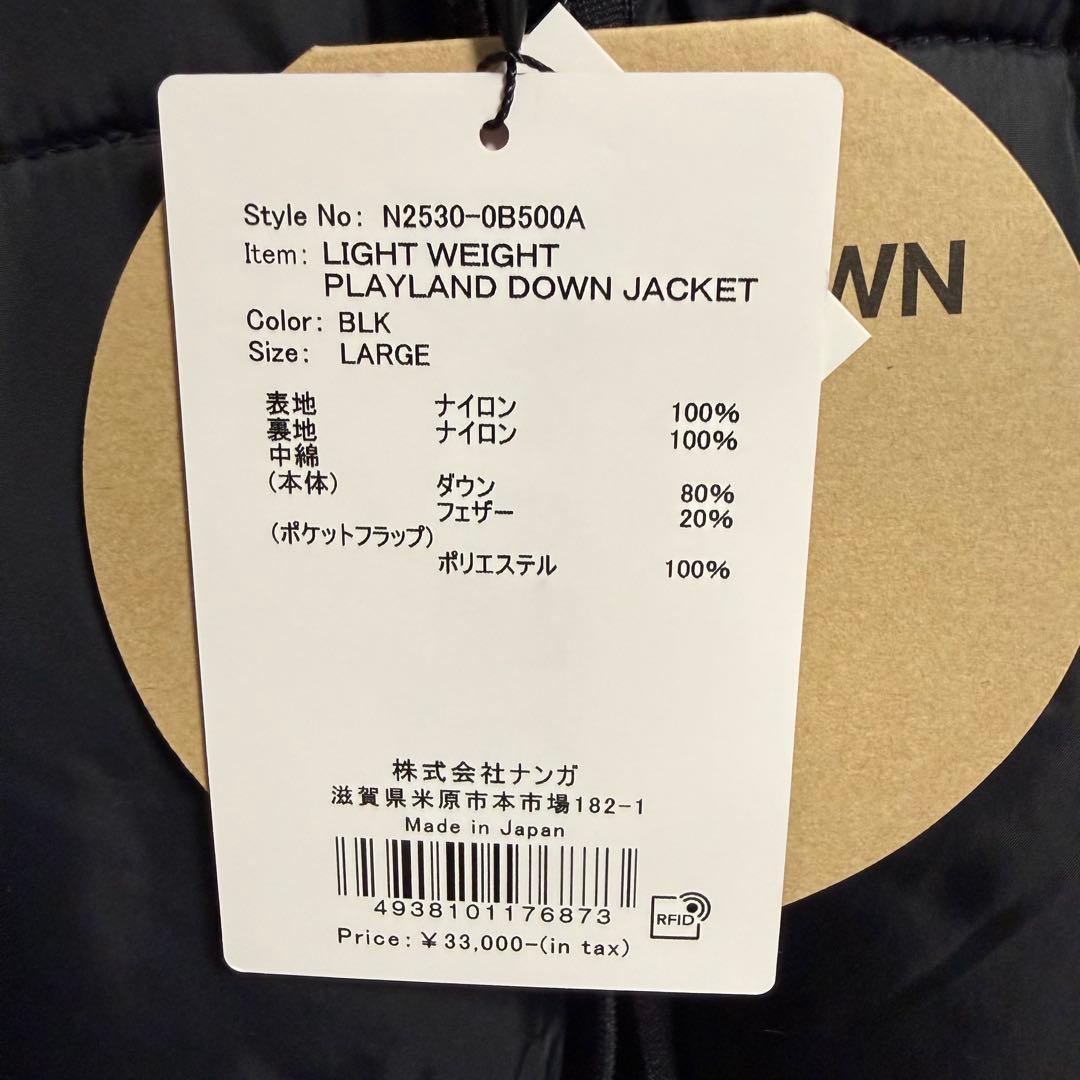 Style No: N2530-0B500A
Item: LIGHT WEIGHT
PLAYLAND DOWN JACKET
Color: BLK
Size: LARGE
表地 ナイロン 100%
裏地 ナイロン 100%
中綿
(本体) ダウン 80%
フェザー 20%
(ポケットフラップ)
ポリエステル 100%
株式会社ナンガ
滋賀県米原市本市場182-1
Made in Japan
4938101176873
RFID
Price: ¥33,000-(in tax)
WN